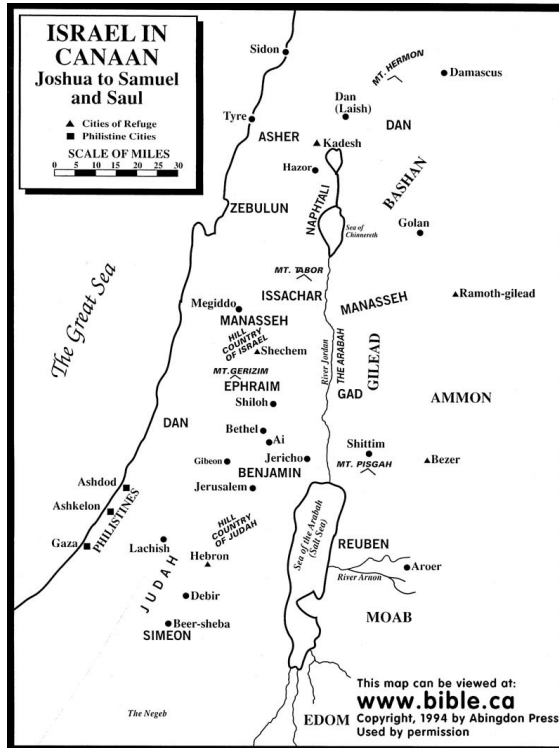 ISRAEL IN
CANAAN
Joshua to Samuel
and Saul
Cities of Refuge
Philistine Cities
SCALE OF MILES
0 5 10 15 20 25 30
Sidon
MT. HERMON
Damascus
Dan
(Laish)
Tyre
DAN
ASHER
Kadesh
Hazor
BASHAN
NAPHTALI
ZEBULUN
Sea of
Chinnereth
Golan
The Great Sea
MT. TABOR
ISSACHAR
MANASSEH
Ramoth-gilead
Megiddo
MANASSEH
HILL
COUNTRY
OF ISRAEL
Shechem
River Jordan
THE ARABAH
GILEAD
MT. GERIZIM
EPHRAIM
GAD
AMMON
Shiloh
DAN
Bethel
Ai
Shittim
Gibeon
Jericho
MT. PISGAH
Bezer
BENJAMIN
Jerusalem
Ashdod
Ashkelon
PHILISTINES
Gaza
HILL
COUNTRY
OF JUDAH
Sea of the Arabah
(Salt Sea)
Lachish
REUBEN
Hebron
Aroer
JUDAH
River Arnon
Debir
MOAB
Beer-sheba
SIMEON
The Negeb
EDOM
This map can be viewed at:
www.bible.ca
Copyright, 1994 by Abingdon Press
Used by permission